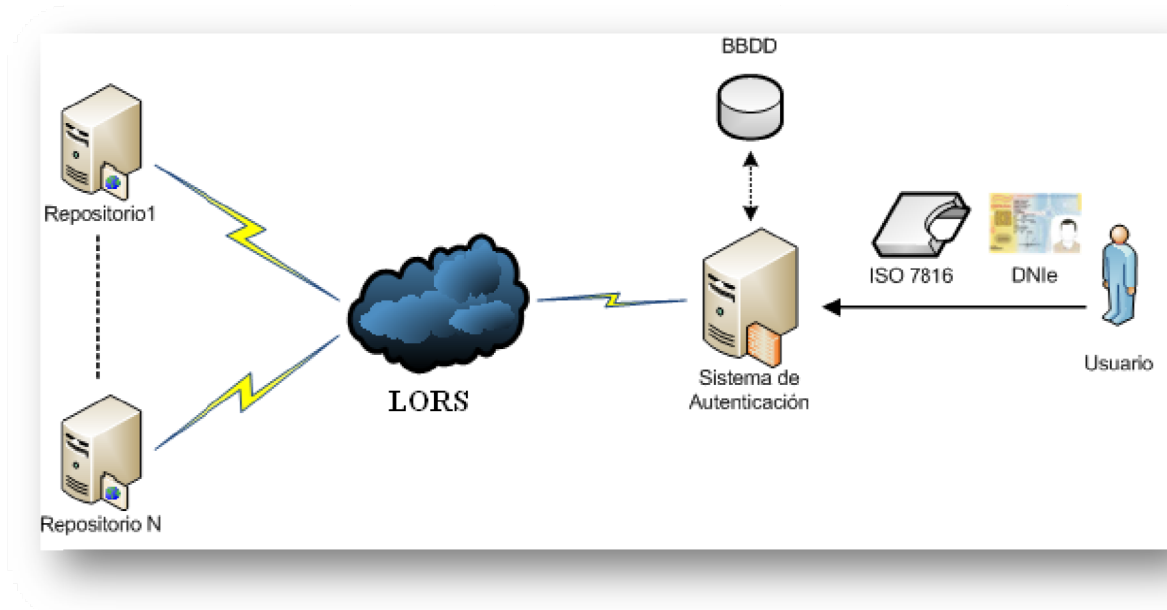 BBDD
Repositorio1
ISO 7816
DNIe
Usuario
LORS
Sistema de
Autenticación
Repositorio N